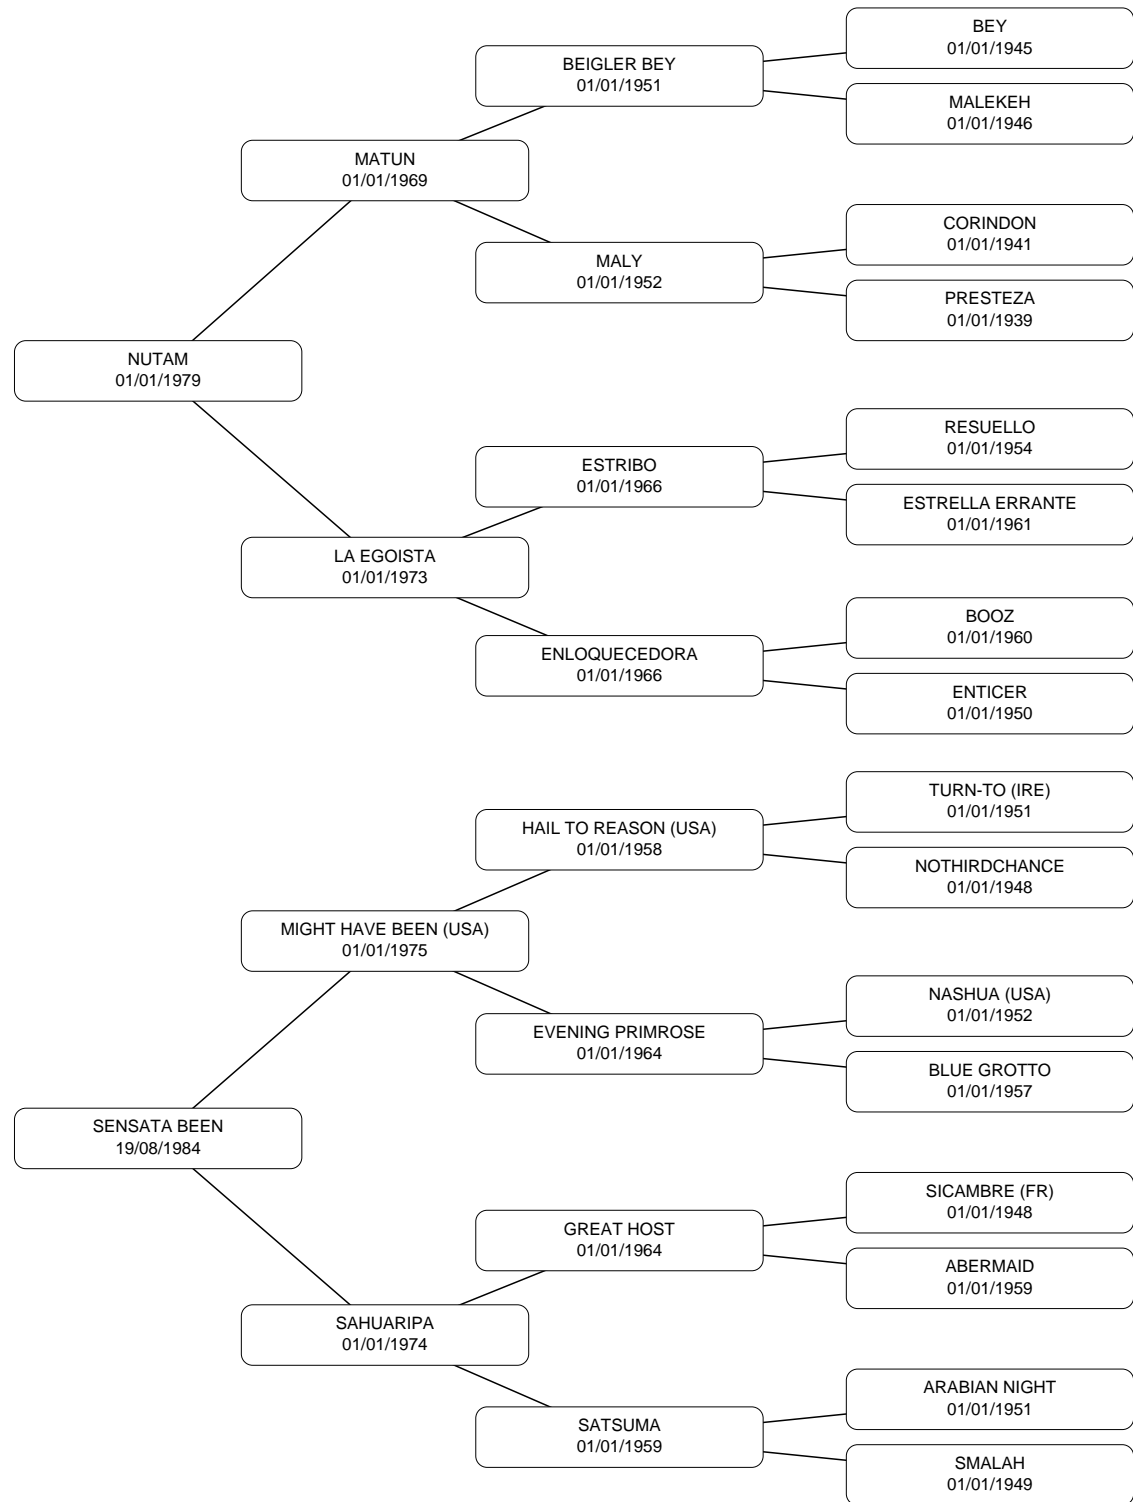 BEY
01/01/1945
BEIGLER BEY
01/01/1951
MALEKEH
01/01/1946
MATUN
01/01/1969
CORINDON
01/01/1941
MALY
01/01/1952
PRESTEZA
01/01/1939
NUTAM
01/01/1979
RESUELLO
01/01/1954
ESTRIBO
01/01/1966
ESTRELLA ERRANTE
01/01/1961
LA EGOISTA
01/01/1973
BOOZ
01/01/1960
ENLOQUECEDORA
01/01/1966
ENTICER
01/01/1950
TURN-TO (IRE)
01/01/1951
HAIL TO REASON (USA)
01/01/1958
NOTHIRDCHANCE
01/01/1948
MIGHT HAVE BEEN (USA)
01/01/1975
NASHUA (USA)
01/01/1952
EVENING PRIMROSE
01/01/1964
BLUE GROTTO
01/01/1957
SENSATA BEEN
19/08/1984
SICAMBRE (FR)
01/01/1948
GREAT HOST
01/01/1964
ABERMAID
01/01/1959
SAHUARIPA
01/01/1974
ARABIAN NIGHT
01/01/1951
SATSUMA
01/01/1959
SMALAH
01/01/1949